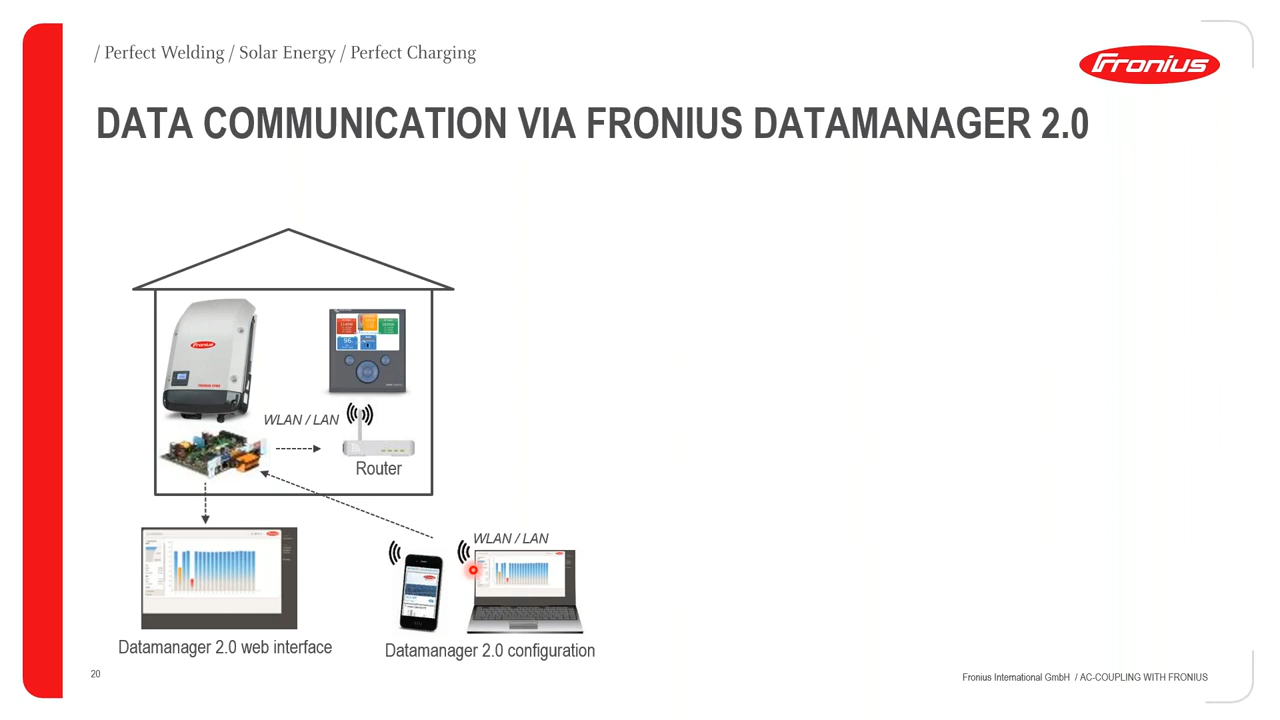 / Perfect Welding / Solar Energy / Perfect Charging
Fronius
DATA COMMUNICATION VIA FRONIUS DATAMANAGER 2.0
Fronius
WLAN / LAN
Router
WLAN / LAN
Datamanager 2.0 web interface
Datamanager 2.0 configuration
20
Fronius International GmbH / AC-COUPLING WITH FRONIUS